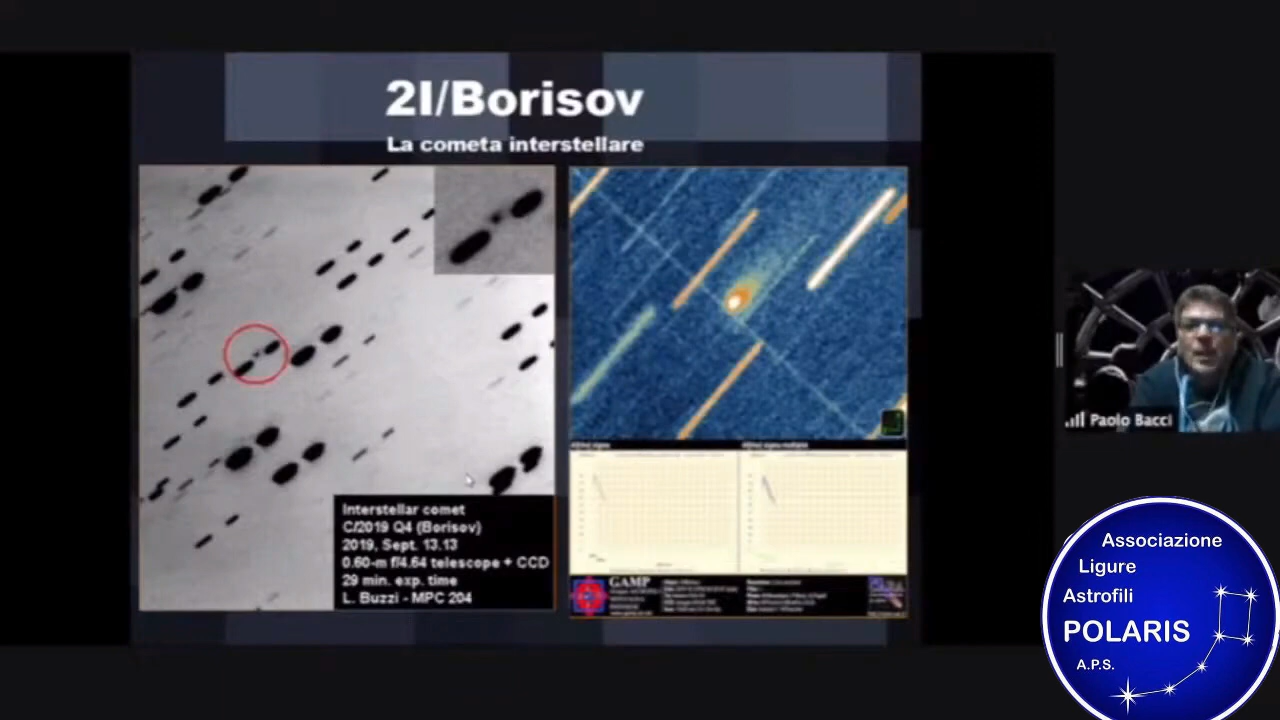 2I/Borisov
La cometa interstellare
Interstellar comet
C/2019 Q4 (Borisov)
2019, Sept. 13.13
0.60-m f/4.64 telescope + CCD
29 min. exp. time
L. Buzzi - MPC 204
GAMP
Paolo Bacci
Associazione
Ligure
Astrofili
POLARIS
A.P.S.